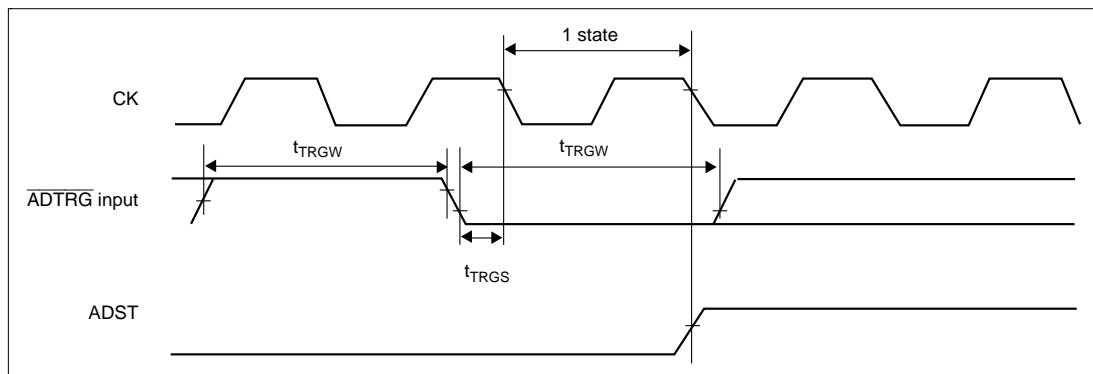 1 state
CK
tTRGW tTRGW
ADTRG input
tTRGS
ADST